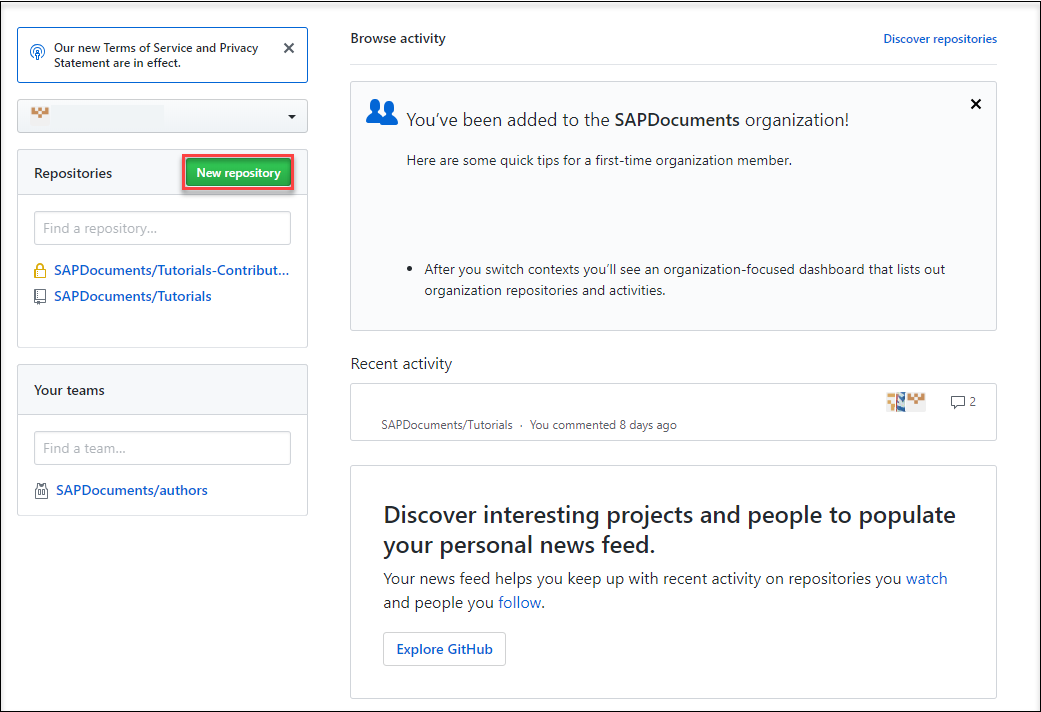 Our new Terms of Service and Privacy
Statement are in effect.
Repositories
New repository
Find a repository...
SAPDocuments/Tutorials-Contribut...
SAPDocuments/Tutorials
Your teams
Find a team...
SAPDocuments/authors
Browse activity
Discover repositories
You've been added to the SAPDocuments organization!
Here are some quick tips for a first-time organization member.
• After you switch contexts you'll see an organization-focused dashboard that lists out
organization repositories and activities.
Recent activity
2
SAPDocuments/Tutorials · You commented 8 days ago
Discover interesting projects and people to populate
your personal news feed.
Your news feed helps you keep up with recent activity on repositories you watch
and people you follow.
Explore GitHub